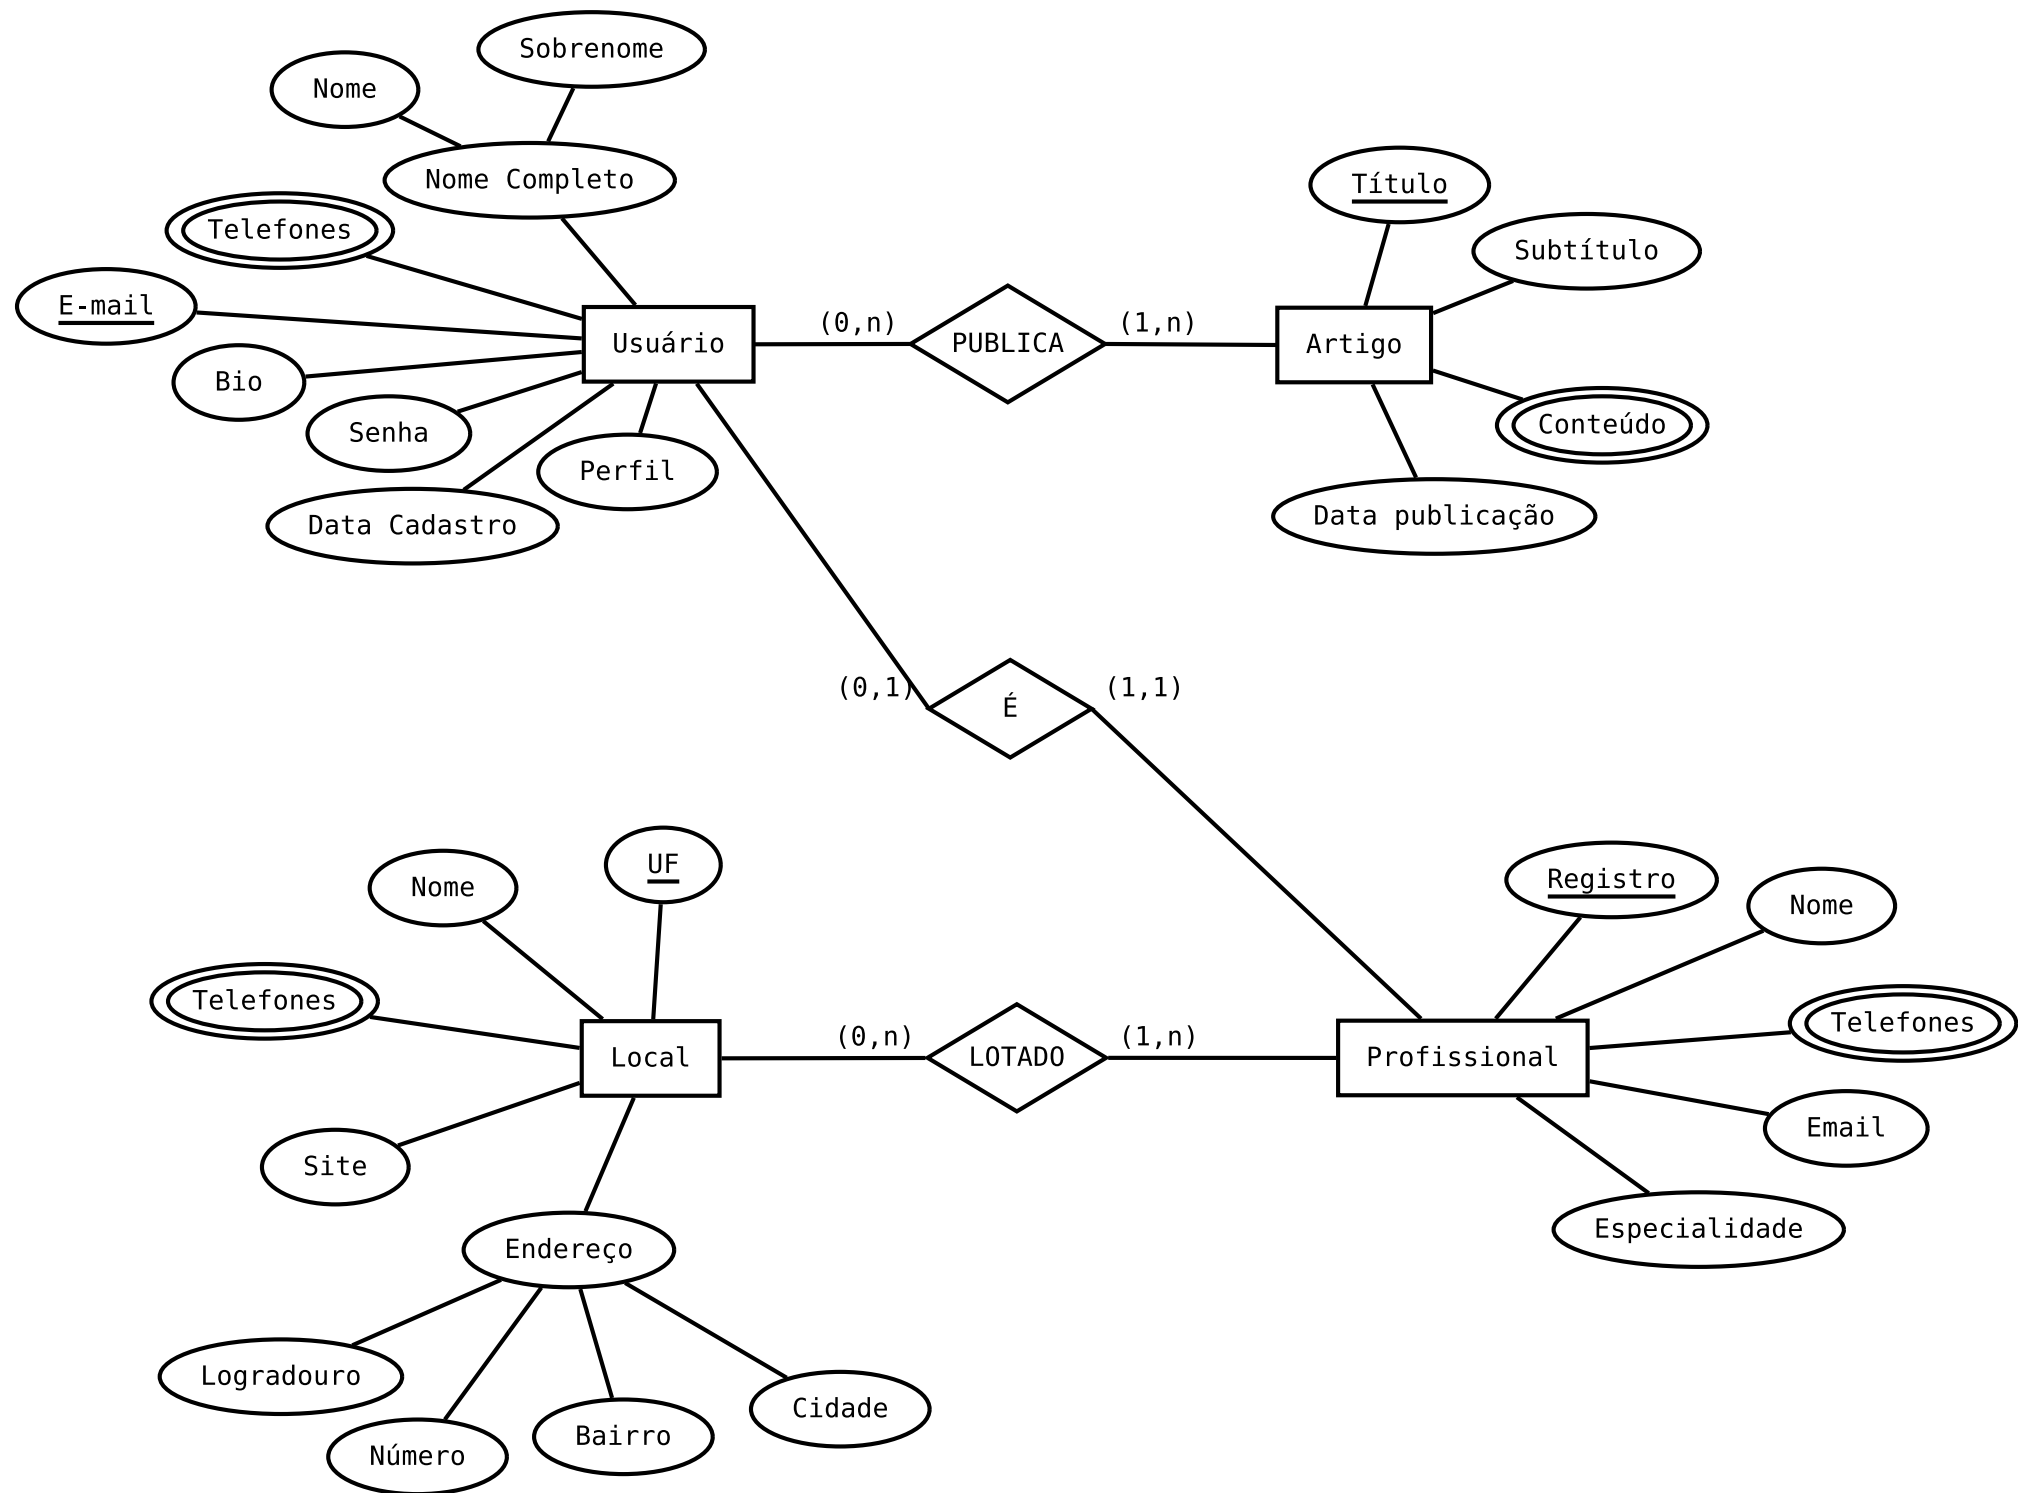 Sobrenome
Nome
Nome Completo
Telefones
E-mail
Bio
Senha
Perfil
Data Cadastro
Usuário
(0,n)
PUBLICA
(1,n)
Artigo
Título
Subtítulo
Conteúdo
Data publicação
(0,1)
É
(1,1)
UF
Nome
Telefones
Local
Site
Endereço
Logradouro
Número
Bairro
Cidade
(0,n)
LOTADO
(1,n)
Profissional
Registro
Nome
Telefones
Email
Especialidade